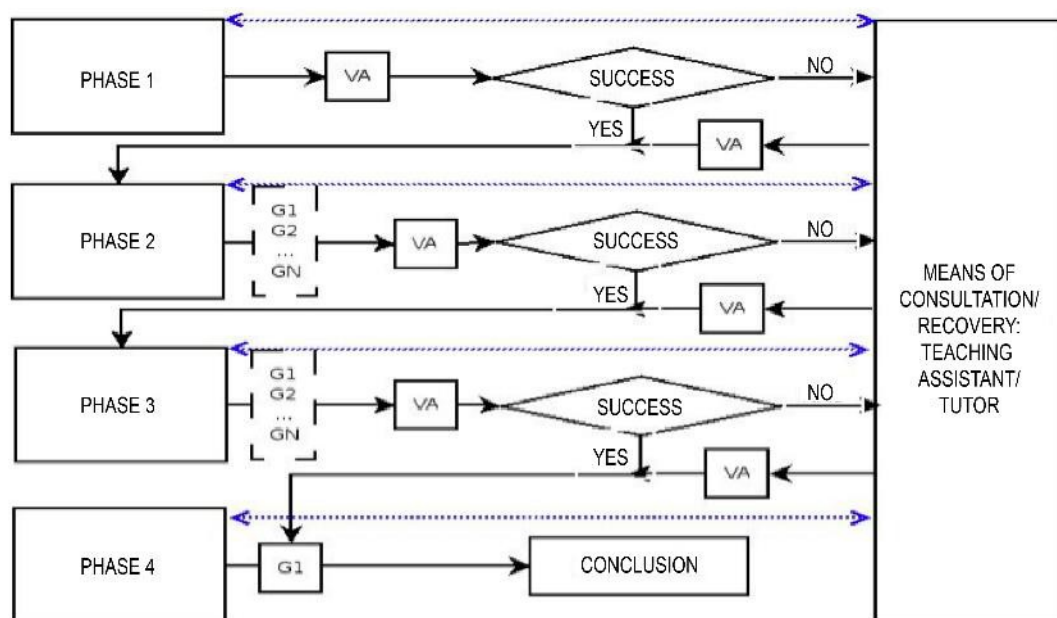 PHASE 1
VA
SUCCESS
NO
YES
VA
PHASE 2
G1
G2
...
GN
VA
SUCCESS
NO
YES
VA
PHASE 3
G1
G2
...
GN
VA
SUCCESS
NO
YES
VA
PHASE 4
G1
CONCLUSION
MEANS OF
CONSULTATION/
RECOVERY:
TEACHING
ASSISTANT/
TUTOR